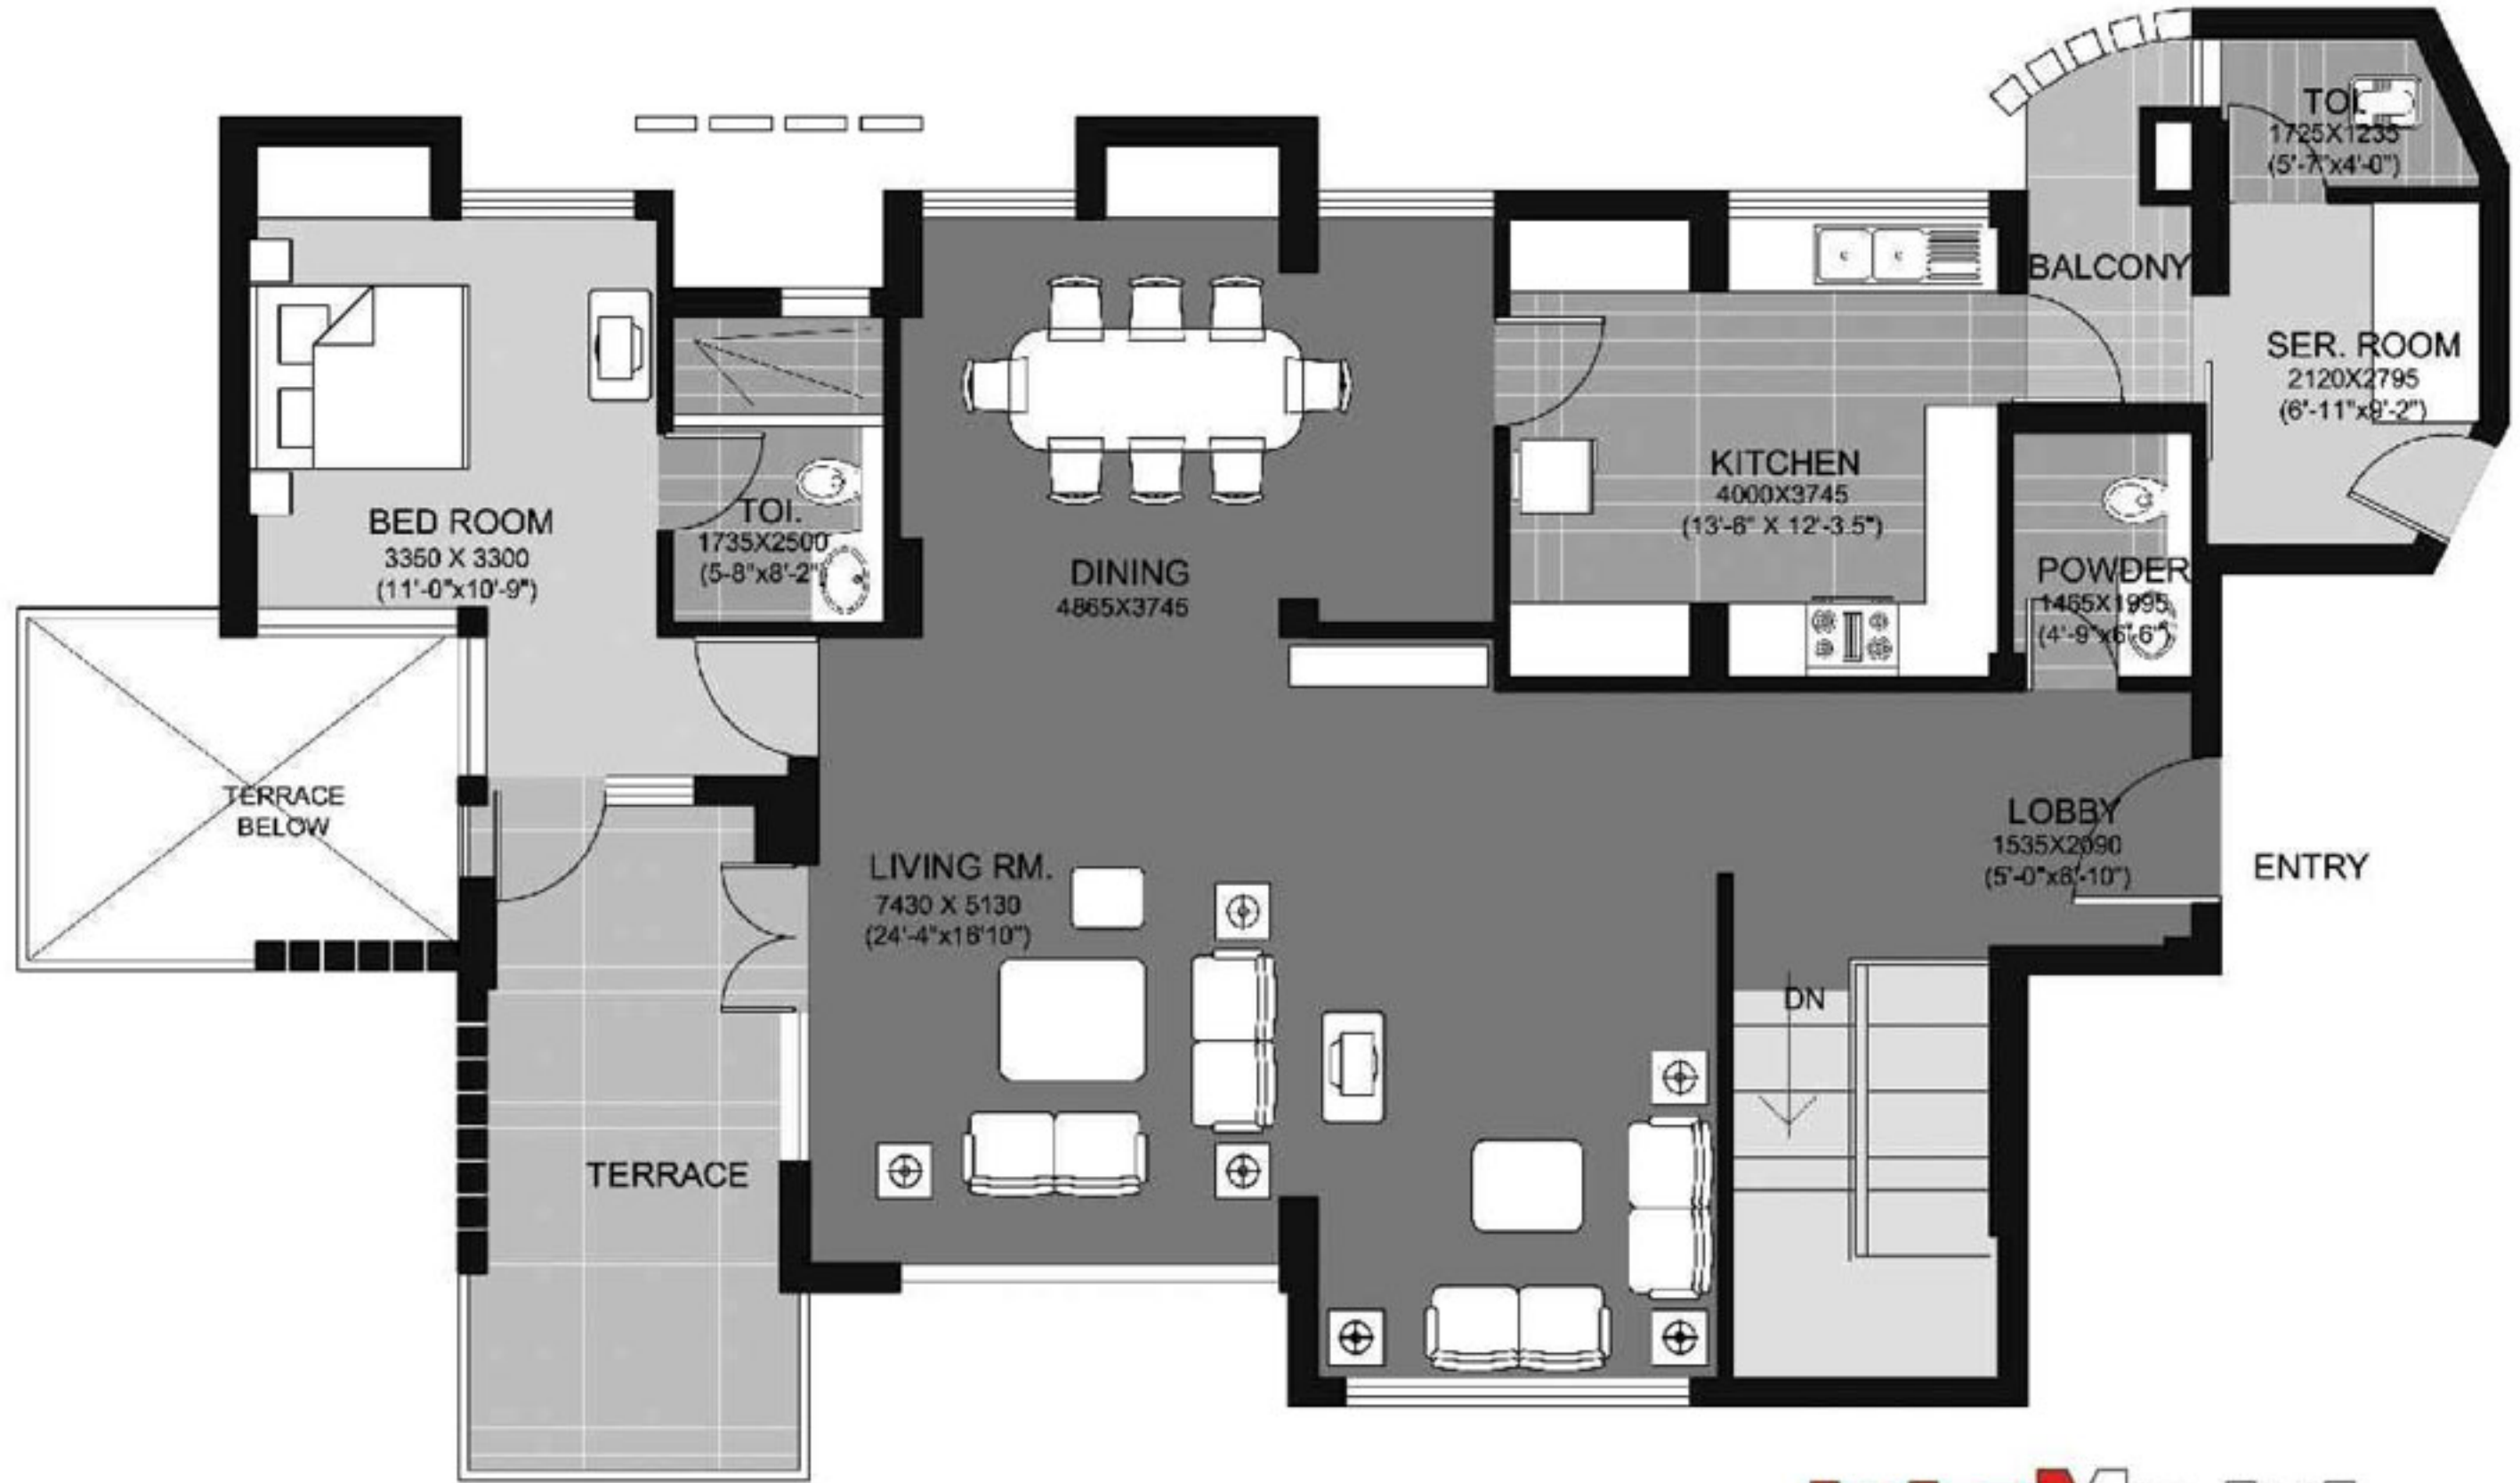 TOI.
1725X1235
(5'-7"x4'-0")
BALCONY
SER. ROOM
2120X2795
(6'-11"x9'-2")
KITCHEN
4000X3745
(13'-6" X 12'-3.5")
BED ROOM
3350 X 3300
(11'-0"x10'-9")
TOI.
1735X2500
(5-8"x8'-2"
DINING
4865X3745
POWDER
1465X1995
(4'-9"x6'-6")
TERRACE
BELOW
LIVING RM.
7430 X 5130
(24'-4"x16'10")
LOBBY
1535X2090
(5'-0"x6'-10")
ENTRY
DN
TERRACE